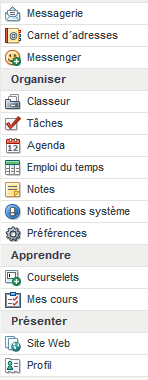 Messagerie
Carnet d´adresses
Messenger
Organiser
Classeur
Tâches
12
Agenda
Emploi du temps
Notes
Notifications système
Préférences
Apprendre
Courselets
Mes cours
Présenter
Site Web
Profil